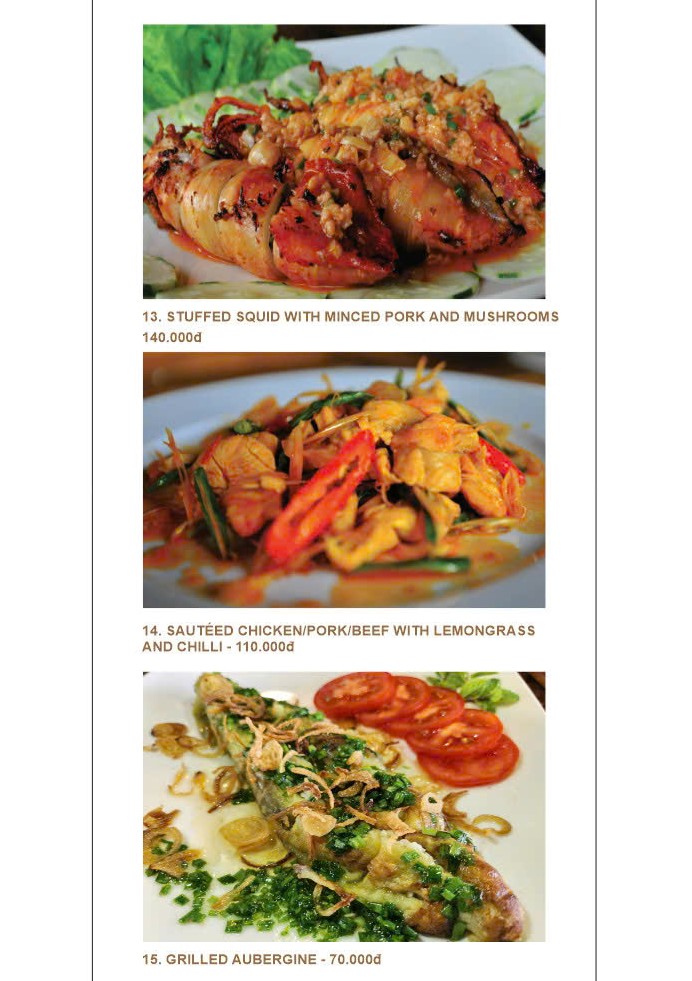 13. STUFFED SQUID WITH MINCED PORK AND MUSHROOMS
140.000đ
14. SAUTÉED CHICKEN/PORK/BEEF WITH LEMONGRASS
AND CHILLI - 110.000đ
15. GRILLED AUBERGINE - 70.000đ